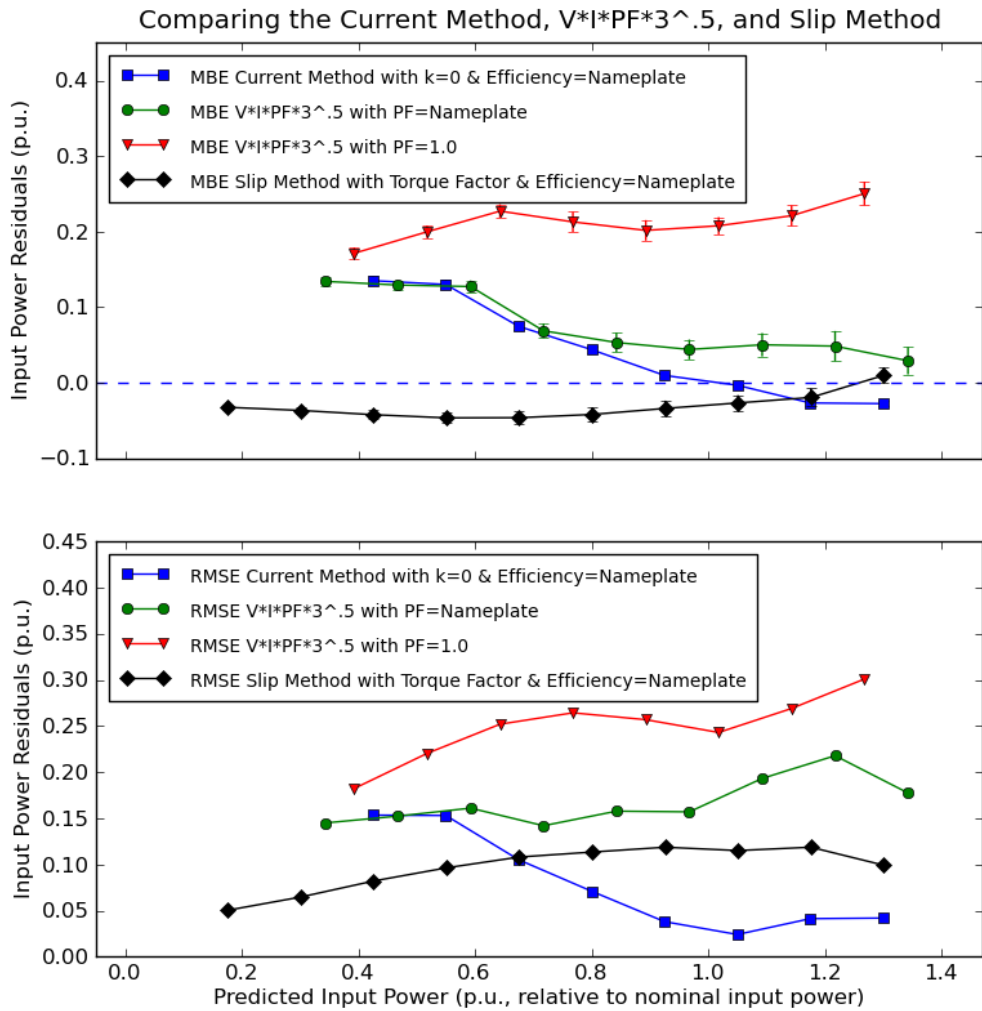 Comparing the Current Method, V*I*PF*3^.5, and Slip Method
Input Power Residuals (p.u.)
0.4
0.3
0.2
0.1
0.0
−0.1
MBE Current Method with k=0 & Efficiency=Nameplate
MBE V*I*PF*3^.5 with PF=Nameplate
MBE V*I*PF*3^.5 with PF=1.0
MBE Slip Method with Torque Factor & Efficiency=Nameplate
Input Power Residuals (p.u.)
0.45
0.40
0.35
0.30
0.25
0.20
0.15
0.10
0.05
0.00
RMSE Current Method with k=0 & Efficiency=Nameplate
RMSE V*I*PF*3^.5 with PF=Nameplate
RMSE V*I*PF*3^.5 with PF=1.0
RMSE Slip Method with Torque Factor & Efficiency=Nameplate
0.0 0.2 0.4 0.6 0.8 1.0 1.2 1.4
Predicted Input Power (p.u., relative to nominal input power)